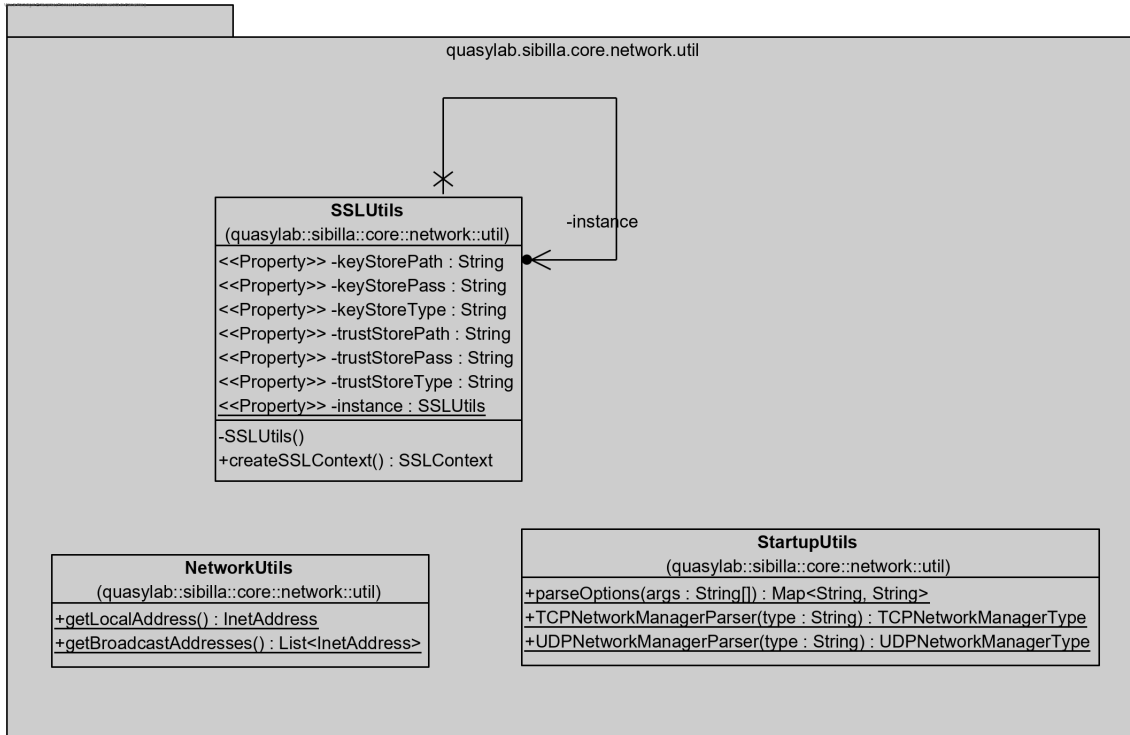 quasylab.sibilla.core.network.util
-instance
SSLUtils
(quasylab::sibilla::core::network::util)
<<Property>> -keyStorePath : String
<<Property>> -keyStorePass : String
<<Property>> -keyStoreType : String
<<Property>> -trustStorePath : String
<<Property>> -trustStorePass : String
<<Property>> -trustStoreType : String
<<Property>> -instance : SSLUtils
-SSLUtils()
+createSSLContext() : SSLContext
NetworkUtils
(quasylab::sibilla::core::network::util)
+getLocalAddress() : InetAddress
+getBroadcastAddresses() : List<InetAddress>
StartupUtils
(quasylab::sibilla::core::network::util)
+parseOptions(args : String[]) : Map<String, String>
+TCPNetworkManagerParser(type : String) : TCPNetworkManagerType
+UDPNetworkManagerParser(type : String) : UDPNetworkManagerType